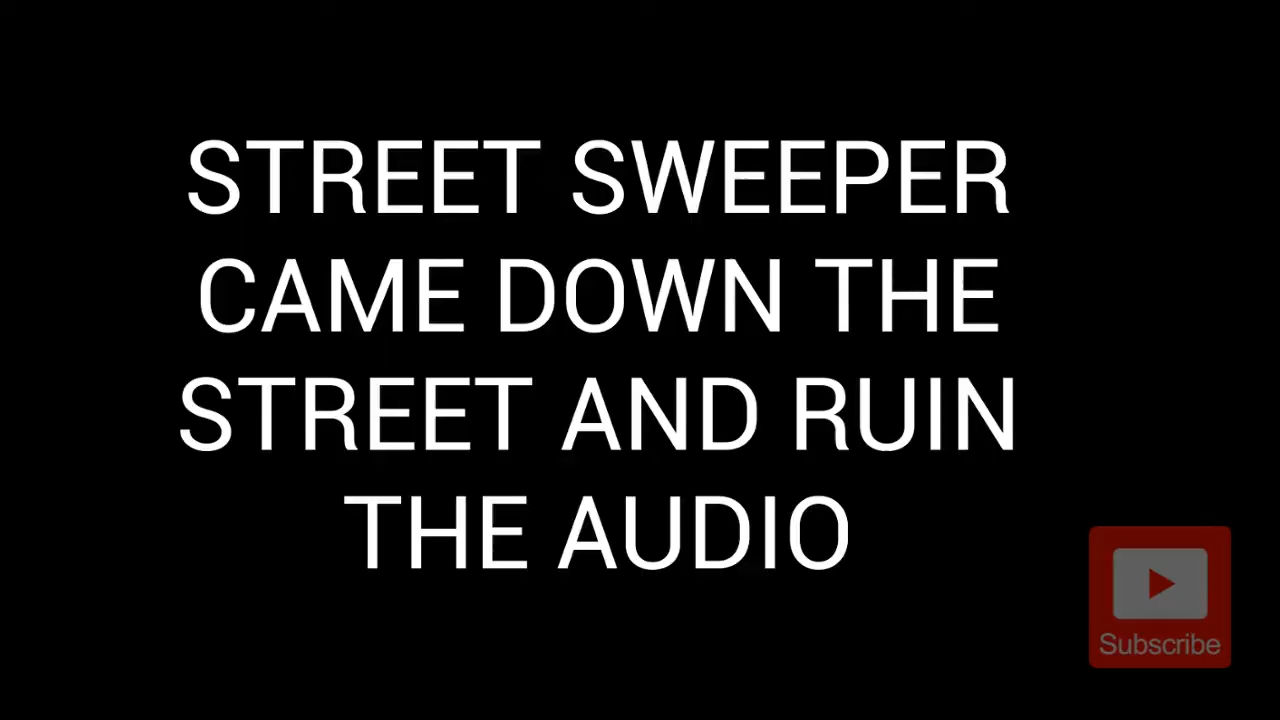 STREET SWEEPER
CAME DOWN THE
STREET AND RUIN
THE AUDIO
Subscribe